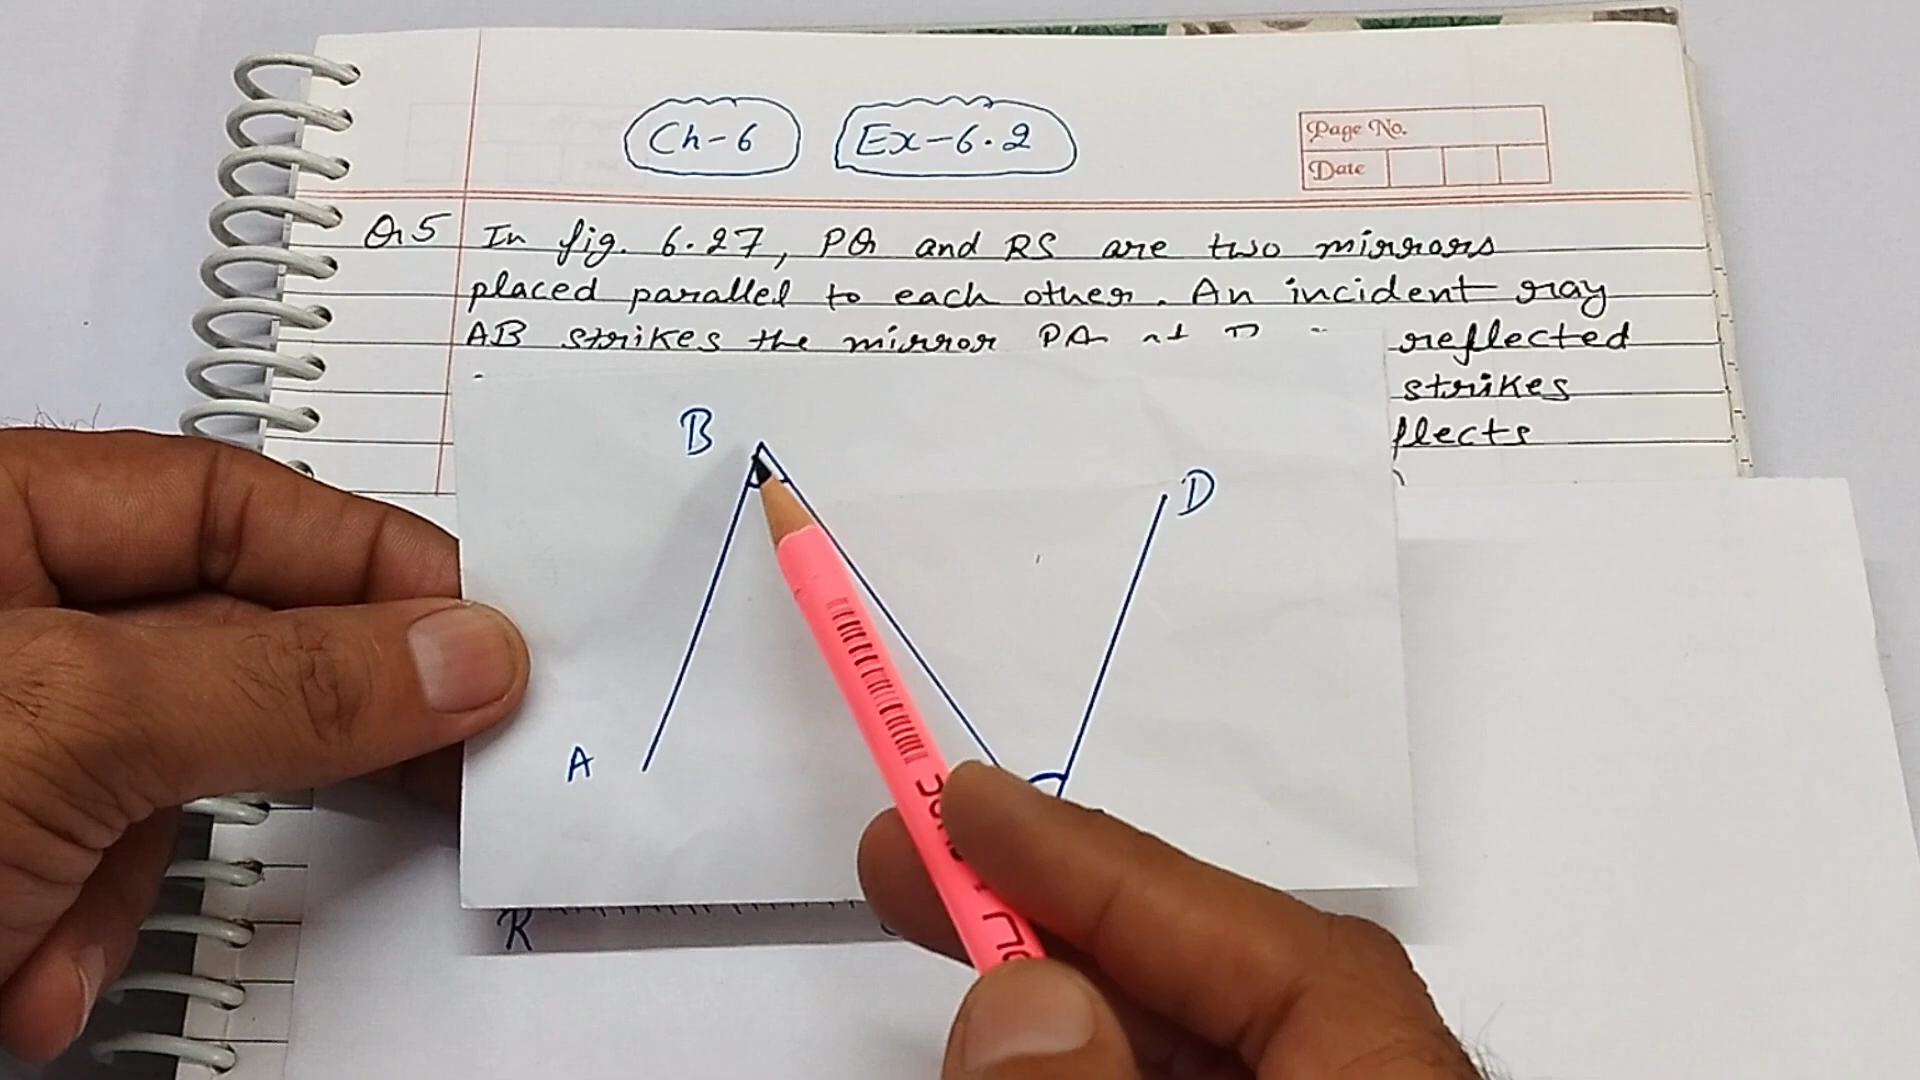 Ch-6 Ex-6.2
Page No.
Date
Q5 In fig. 6.27, PQ and RS are two mirrors
placed parallel to each other. An incident ray
AB strikes the mirror PQ at reflected
strikes
flects
B
D
A
R